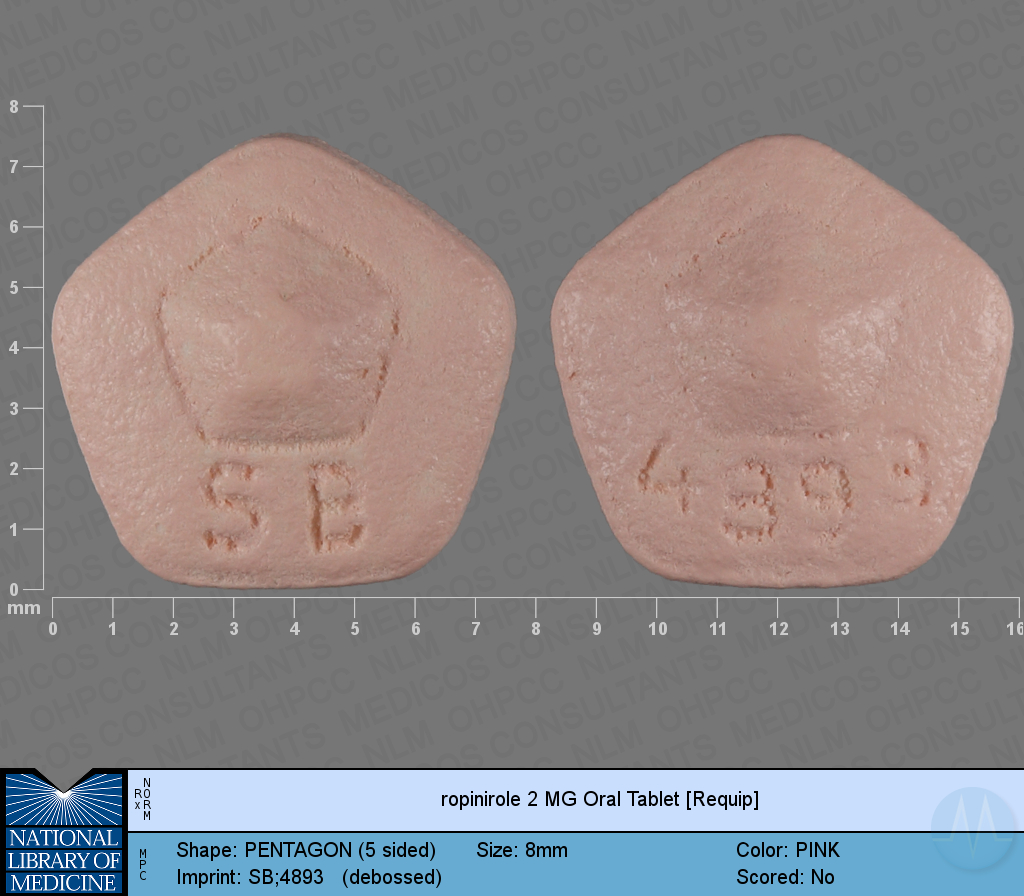 8
7
6
5
4
3
2
1
0
mm
0 1 2 3 4 5 6 7 8 9 10 11 12 13 14 15 16
SB
4893
NLM MEDICOS CONSULTANTS OHPCC
NATIONAL
LIBRARY OF
MEDICINE
Rx
NORM
ropinirole 2 MG Oral Tablet [Requip]
MPC
Shape: PENTAGON (5 sided) Size: 8mm Color: PINK
Imprint: SB;4893 (debossed) Scored: No